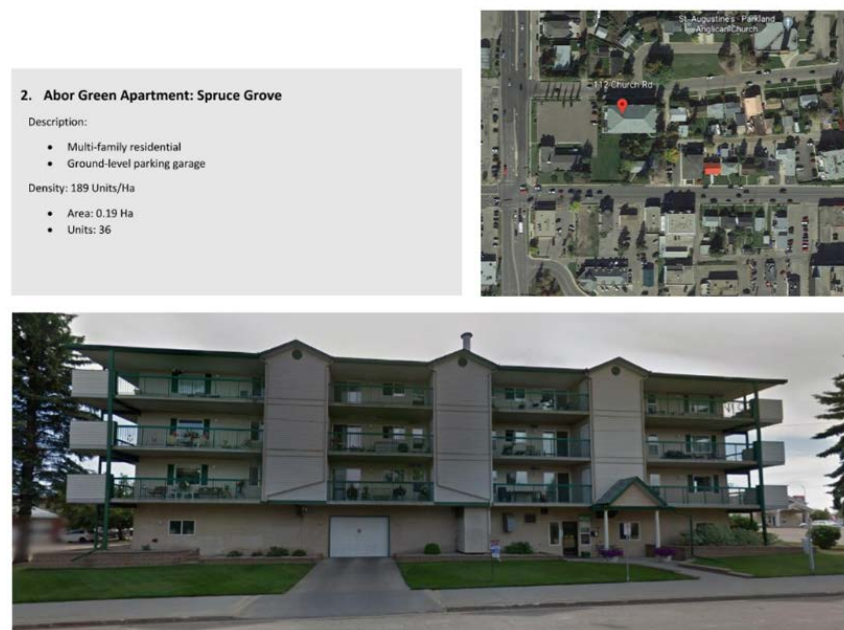 2. Abor Green Apartment: Spruce Grove
Description:
• Multi-family residential
• Ground-level parking garage
Density: 189 Units/Ha
• Area: 0.19 Ha
• Units: 36
St. Augustine's - Parkland
Anglican Church
112 Church Rd